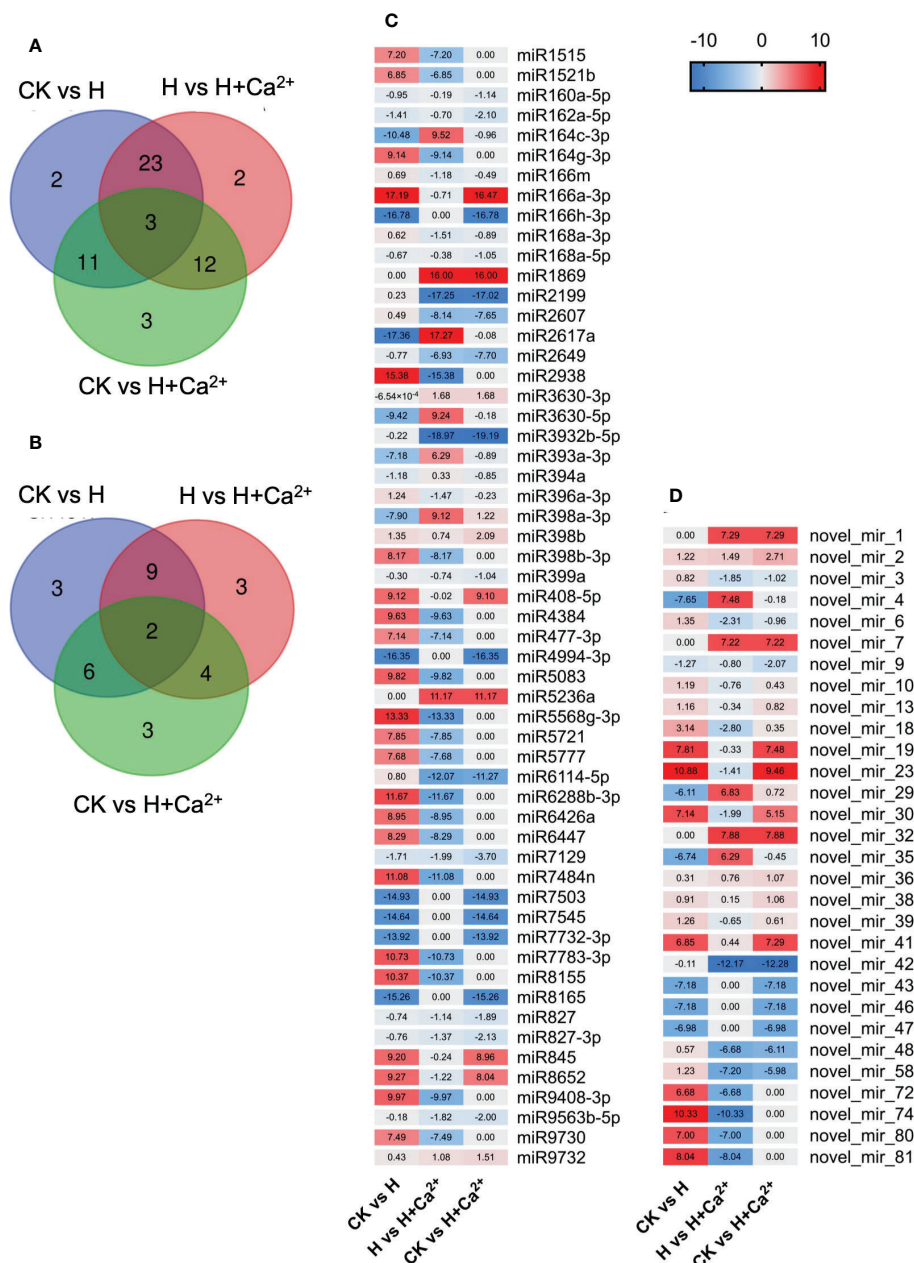 A
CK vs H
H vs H+Ca²⁺
2
23
2
3
11
12
3
CK vs H+Ca²⁺
B
CK vs H
H vs H+Ca²⁺
3
9
3
2
6
4
3
CK vs H+Ca²⁺
C
-10 0 10
7.20 -7.20 0.00 miR1515
6.85 -6.85 0.00 miR1521b
-0.95 -0.19 -1.14 miR160a-5p
-1.41 -0.70 -2.10 miR162a-5p
-10.48 9.52 -0.96 miR164c-3p
9.14 -9.14 0.00 miR164g-3p
0.69 -1.18 -0.49 miR166m
17.19 -0.71 16.47 miR166a-3p
-16.78 0.00 -16.78 miR166h-3p
0.62 -1.51 -0.89 miR168a-3p
-0.67 -0.38 -1.05 miR168a-5p
0.00 16.00 16.00 miR1869
0.23 -17.25 -17.02 miR2199
0.49 -8.14 -7.65 miR2607
-17.36 17.27 -0.08 miR2617a
-0.77 -6.93 -7.70 miR2649
15.38 -15.38 0.00 miR2938
-6.54×10⁻⁴ 1.68 1.68 miR3630-3p
-9.42 9.24 -0.18 miR3630-5p
-0.22 -18.97 -19.19 miR3932b-5p
-7.18 6.29 -0.89 miR393a-3p
-1.18 0.33 -0.85 miR394a
1.24 -1.47 -0.23 miR396a-3p
-7.90 9.12 1.22 miR398a-3p
1.35 0.74 2.09 miR398b
8.17 -8.17 0.00 miR398b-3p
-0.30 -0.74 -1.04 miR399a
9.12 -0.02 9.10 miR408-5p
9.63 -9.63 0.00 miR4384
7.14 -7.14 0.00 miR477-3p
-16.35 0.00 -16.35 miR4994-3p
9.82 -9.82 0.00 miR5083
0.00 11.17 11.17 miR5236a
13.33 -13.33 0.00 miR5568g-3p
7.85 -7.85 0.00 miR5721
7.68 -7.68 0.00 miR5777
0.80 -12.07 -11.27 miR6114-5p
11.67 -11.67 0.00 miR6288b-3p
8.95 -8.95 0.00 miR6426a
8.29 -8.29 0.00 miR6447
-1.71 -1.99 -3.70 miR7129
11.08 -11.08 0.00 miR7484n
-14.93 0.00 -14.93 miR7503
-14.64 0.00 -14.64 miR7545
-13.92 0.00 -13.92 miR7732-3p
10.73 -10.73 0.00 miR7783-3p
10.37 -10.37 0.00 miR8155
-15.26 0.00 -15.26 miR8165
-0.74 -1.14 -1.89 miR827
-0.76 -1.37 -2.13 miR827-3p
9.20 -0.24 8.96 miR845
9.27 -1.22 8.04 miR8652
9.97 -9.97 0.00 miR9408-3p
-0.18 -1.82 -2.00 miR9563b-5p
7.49 -7.49 0.00 miR9730
0.43 1.08 1.51 miR9732
CK vs H
H vs H+Ca²⁺
CK vs H+Ca²⁺
D
0.00 7.29 7.29 novel_mir_1
1.22 1.49 2.71 novel_mir_2
0.82 -1.85 -1.02 novel_mir_3
-7.65 7.48 -0.18 novel_mir_4
1.35 -2.31 -0.96 novel_mir_6
0.00 7.22 7.22 novel_mir_7
-1.27 -0.80 -2.07 novel_mir_9
1.19 -0.76 0.43 novel_mir_10
1.16 -0.34 0.82 novel_mir_13
3.14 -2.80 0.35 novel_mir_18
7.81 -0.33 7.48 novel_mir_19
10.88 -1.41 9.46 novel_mir_23
-6.11 6.83 0.72 novel_mir_29
7.14 -1.99 5.15 novel_mir_30
0.00 7.88 7.88 novel_mir_32
-6.74 6.29 -0.45 novel_mir_35
0.31 0.76 1.07 novel_mir_36
0.91 0.15 1.06 novel_mir_38
1.26 -0.65 0.61 novel_mir_39
6.85 0.44 7.29 novel_mir_41
-0.11 -12.17 -12.28 novel_mir_42
-7.18 0.00 -7.18 novel_mir_43
-7.18 0.00 -7.18 novel_mir_46
-6.98 0.00 -6.98 novel_mir_47
0.57 -6.68 -6.11 novel_mir_48
1.23 -7.20 -5.98 novel_mir_58
6.68 -6.68 0.00 novel_mir_72
10.33 -10.33 0.00 novel_mir_74
7.00 -7.00 0.00 novel_mir_80
8.04 -8.04 0.00 novel_mir_81
CK vs H
H vs H+Ca²⁺
CK vs H+Ca²⁺